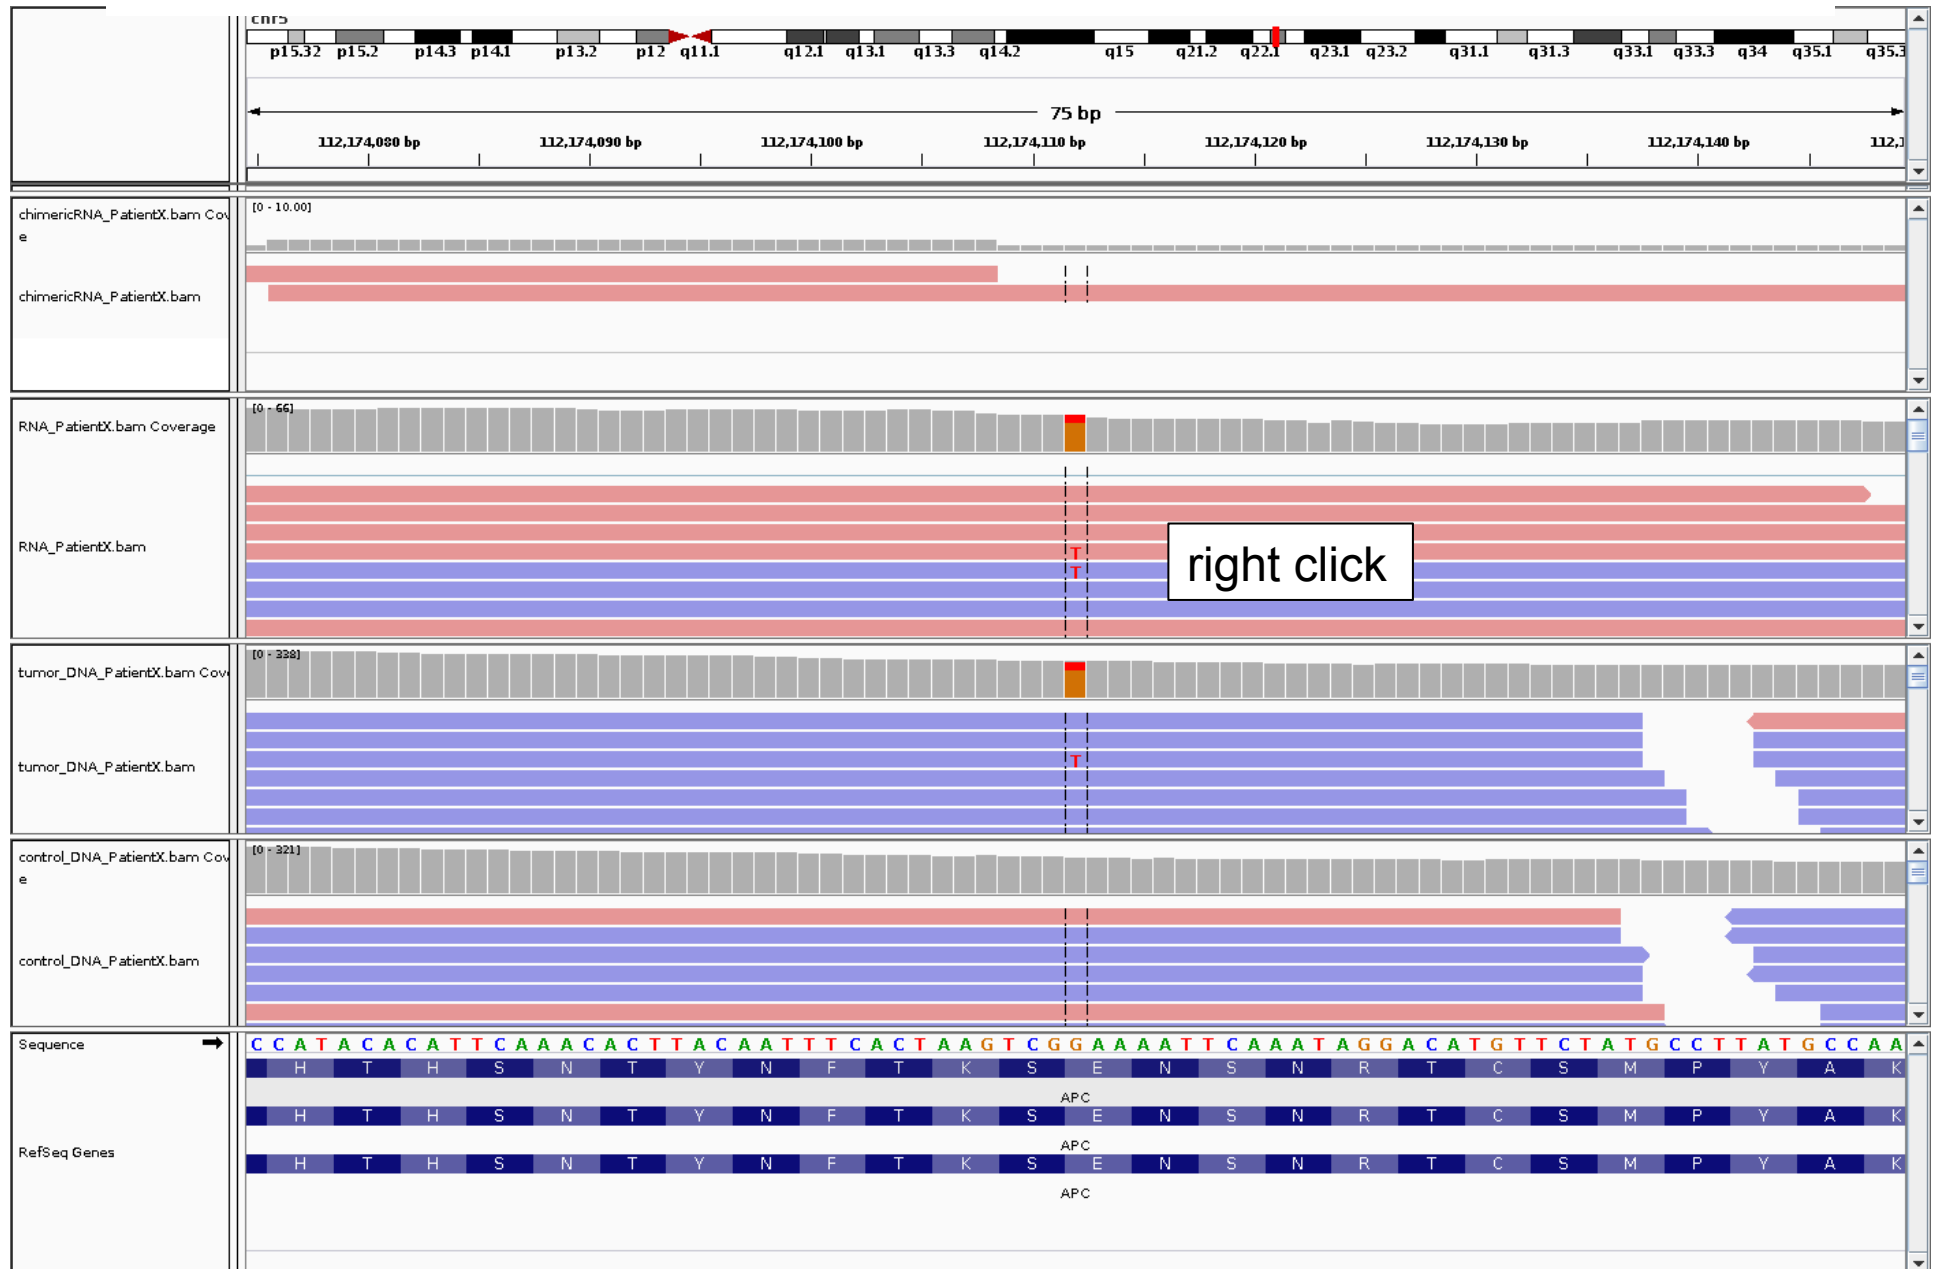 chr5
p15.32 p15.2 p14.3 p14.1 p13.2 p12 q11.1 q12.1 q13.1 q13.3 q14.2 q15 q21.2 q22.1 q23.1 q23.2 q31.1 q31.3 q33.1 q33.3 q34 q35.1 q35.3
75 bp
112,174,080 bp 112,174,090 bp 112,174,100 bp 112,174,110 bp 112,174,120 bp 112,174,130 bp 112,174,140 bp 112,1
chimericRNA_PatientX.bam Cov
e
[0 - 10.00]
chimericRNA_PatientX.bam
[0 - 66]
RNA_PatientX.bam Coverage
RNA_PatientX.bam
T
T
right click
[0 - 338]
tumor_DNA_PatientX.bam Cov
tumor_DNA_PatientX.bam
T
control_DNA_PatientX.bam Cov
e
[0 - 321]
control_DNA_PatientX.bam
Sequence
C C A T A C A C A T T C A A A C A C T T A C A A T T T C A C T A A G T C G G A A A A T T C A A A T A G G A C A T G T T C T A T G C C T T A T G C C A A
H T H S N T Y N F T K S E N S N R T C S M P Y A K
APC
H T H S N T Y N F T K S E N S N R T C S M P Y A K
APC
RefSeq Genes
H T H S N T Y N F T K S E N S N R T C S M P Y A K
APC